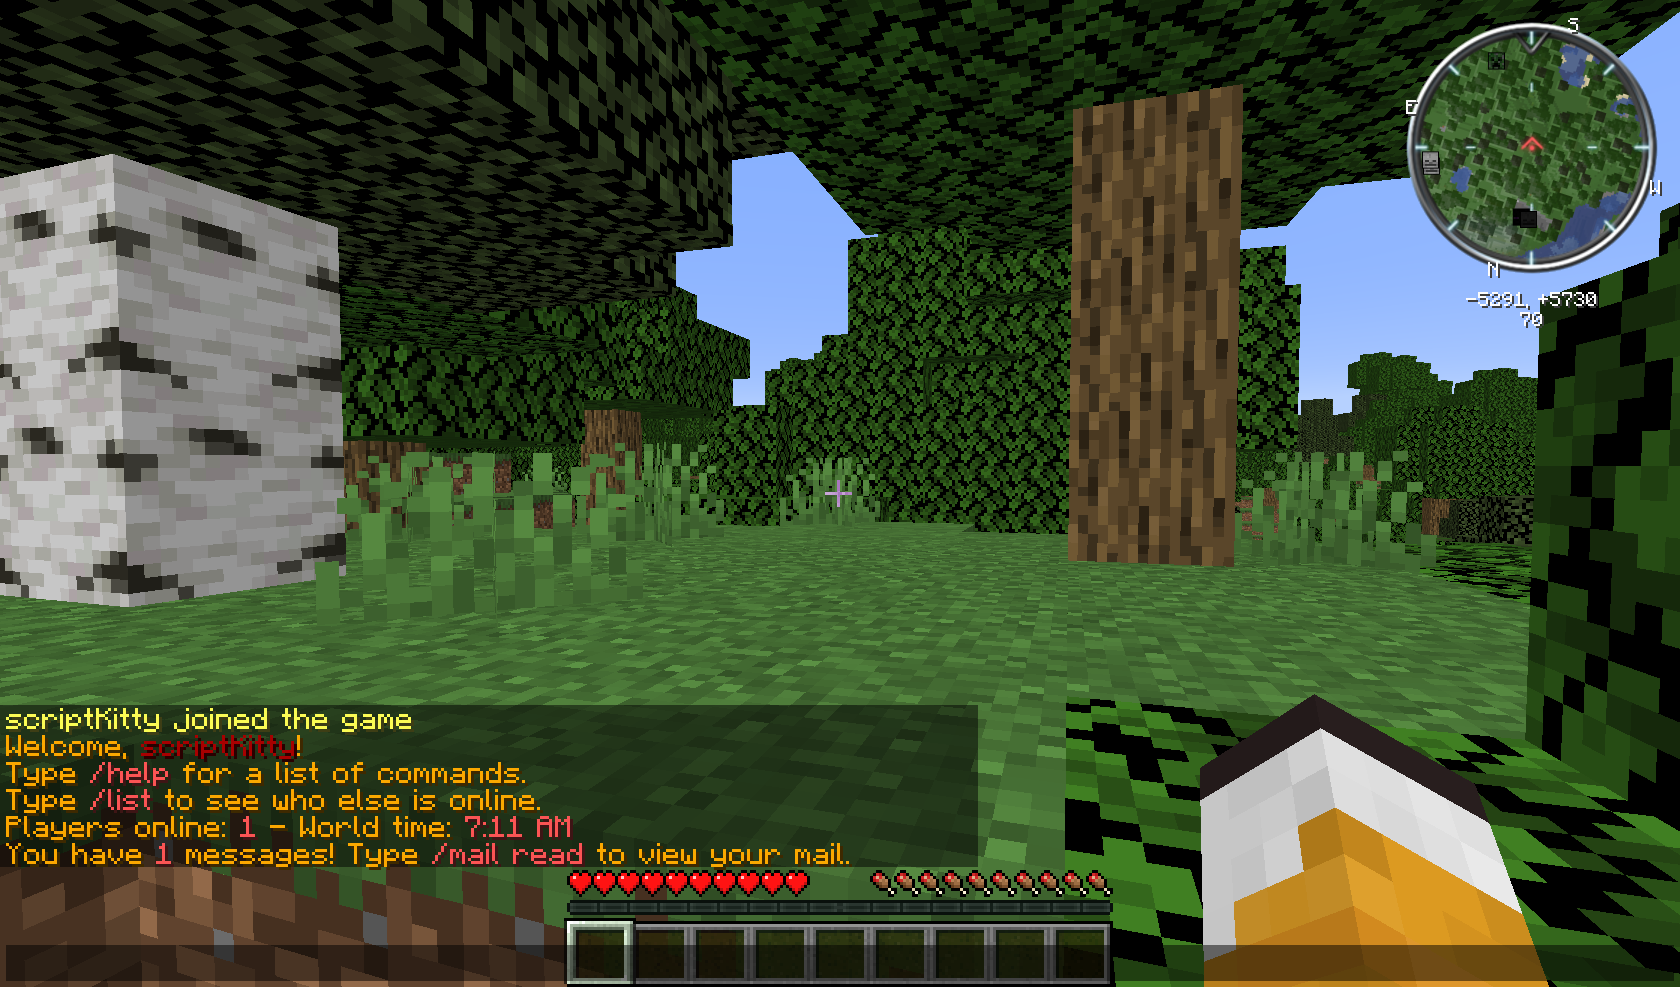 S
E
W
N
-5291, +5730
70
scriptKitty joined the game
Welcome, scriptKitty!
Type /help for a list of commands.
Type /list to see who else is online.
Players online: 1 - World time: 7:11 AM
You have 1 messages! Type /mail read to view your mail.